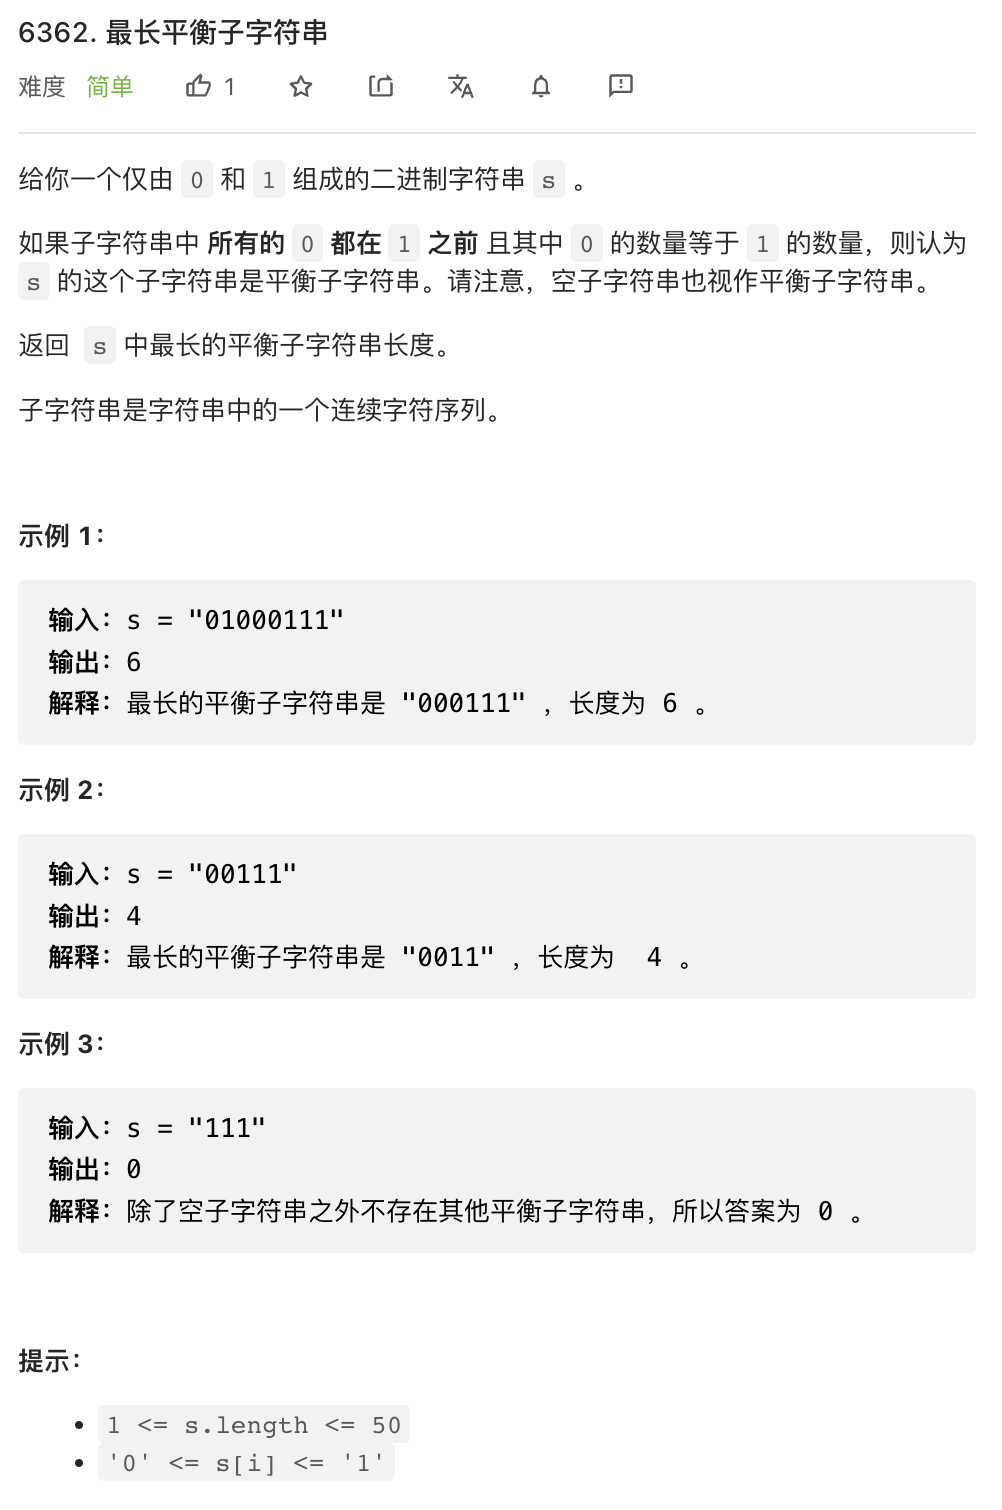 6362. 最长平衡子字符串
难度 简单 1
给你一个仅由 0 和 1 组成的二进制字符串 s 。
如果子字符串中 所有的 0 都在 1 之前 且其中 0 的数量等于 1 的数量，则认为
s 的这个子字符串是平衡子字符串。请注意，空子字符串也视作平衡子字符串。
返回 s 中最长的平衡子字符串长度。
子字符串是字符串中的一个连续字符序列。
示例 1：
输入：s = "01000111"
输出：6
解释：最长的平衡子字符串是 "000111" ，长度为 6 。
示例 2：
输入：s = "00111"
输出：4
解释：最长的平衡子字符串是 "0011" ，长度为  4 。
示例 3：
输入：s = "111"
输出：0
解释：除了空子字符串之外不存在其他平衡子字符串，所以答案为 0 。
提示：
• 1 <= s.length <= 50
• '0' <= s[i] <= '1'